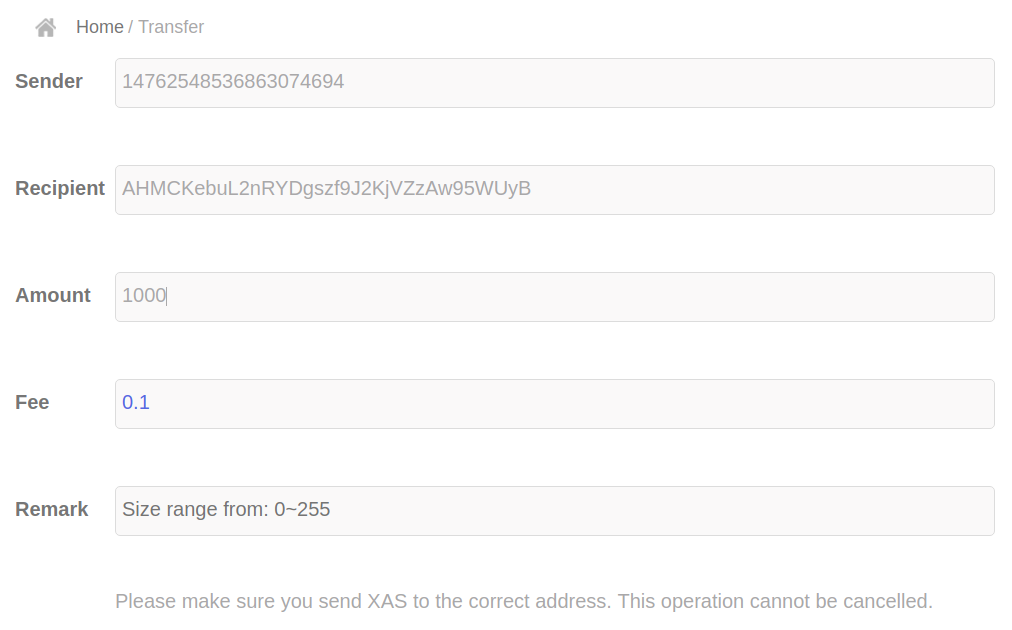 Home / Transfer
Sender 14762548536863074694
Recipient AHMCKebuL2nRYDgszf9J2KjVZzAw95WUyB
Amount 1000
Fee 0.1
Remark Size range from: 0~255
Please make sure you send XAS to the correct address. This operation cannot be cancelled.